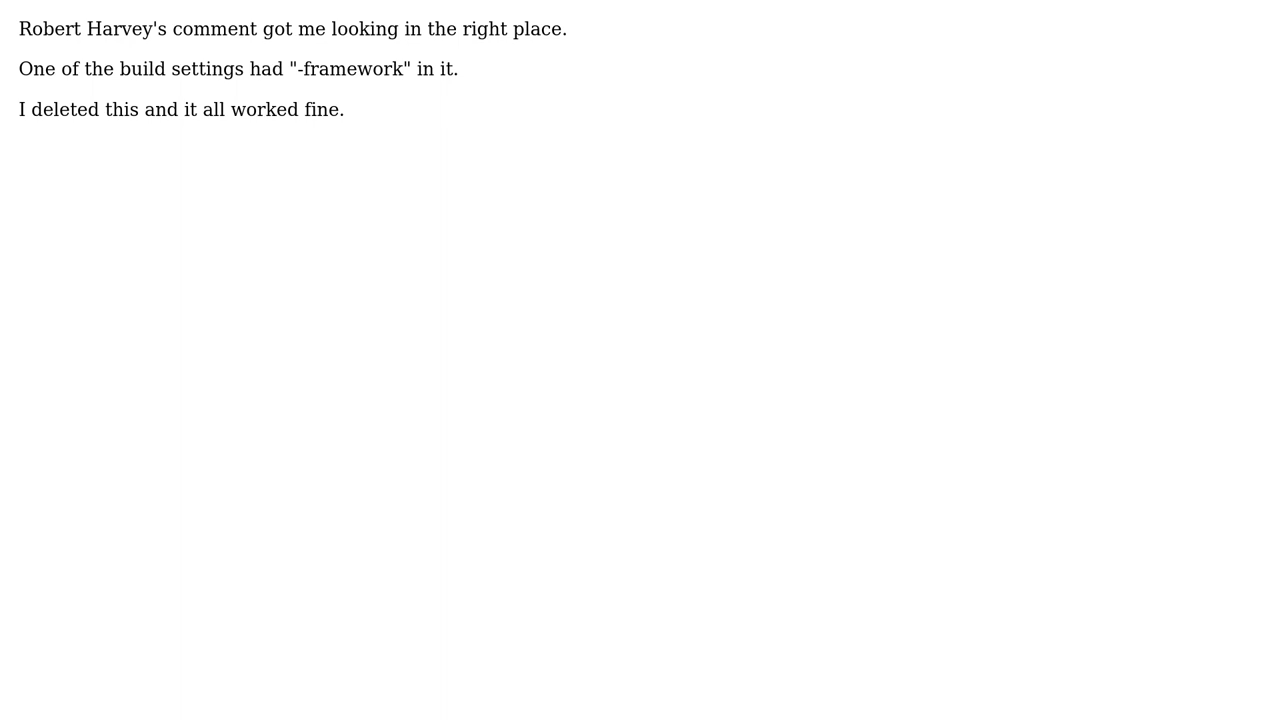 Robert Harvey's comment got me looking in the right place.
One of the build settings had "-framework" in it.
I deleted this and it all worked fine.